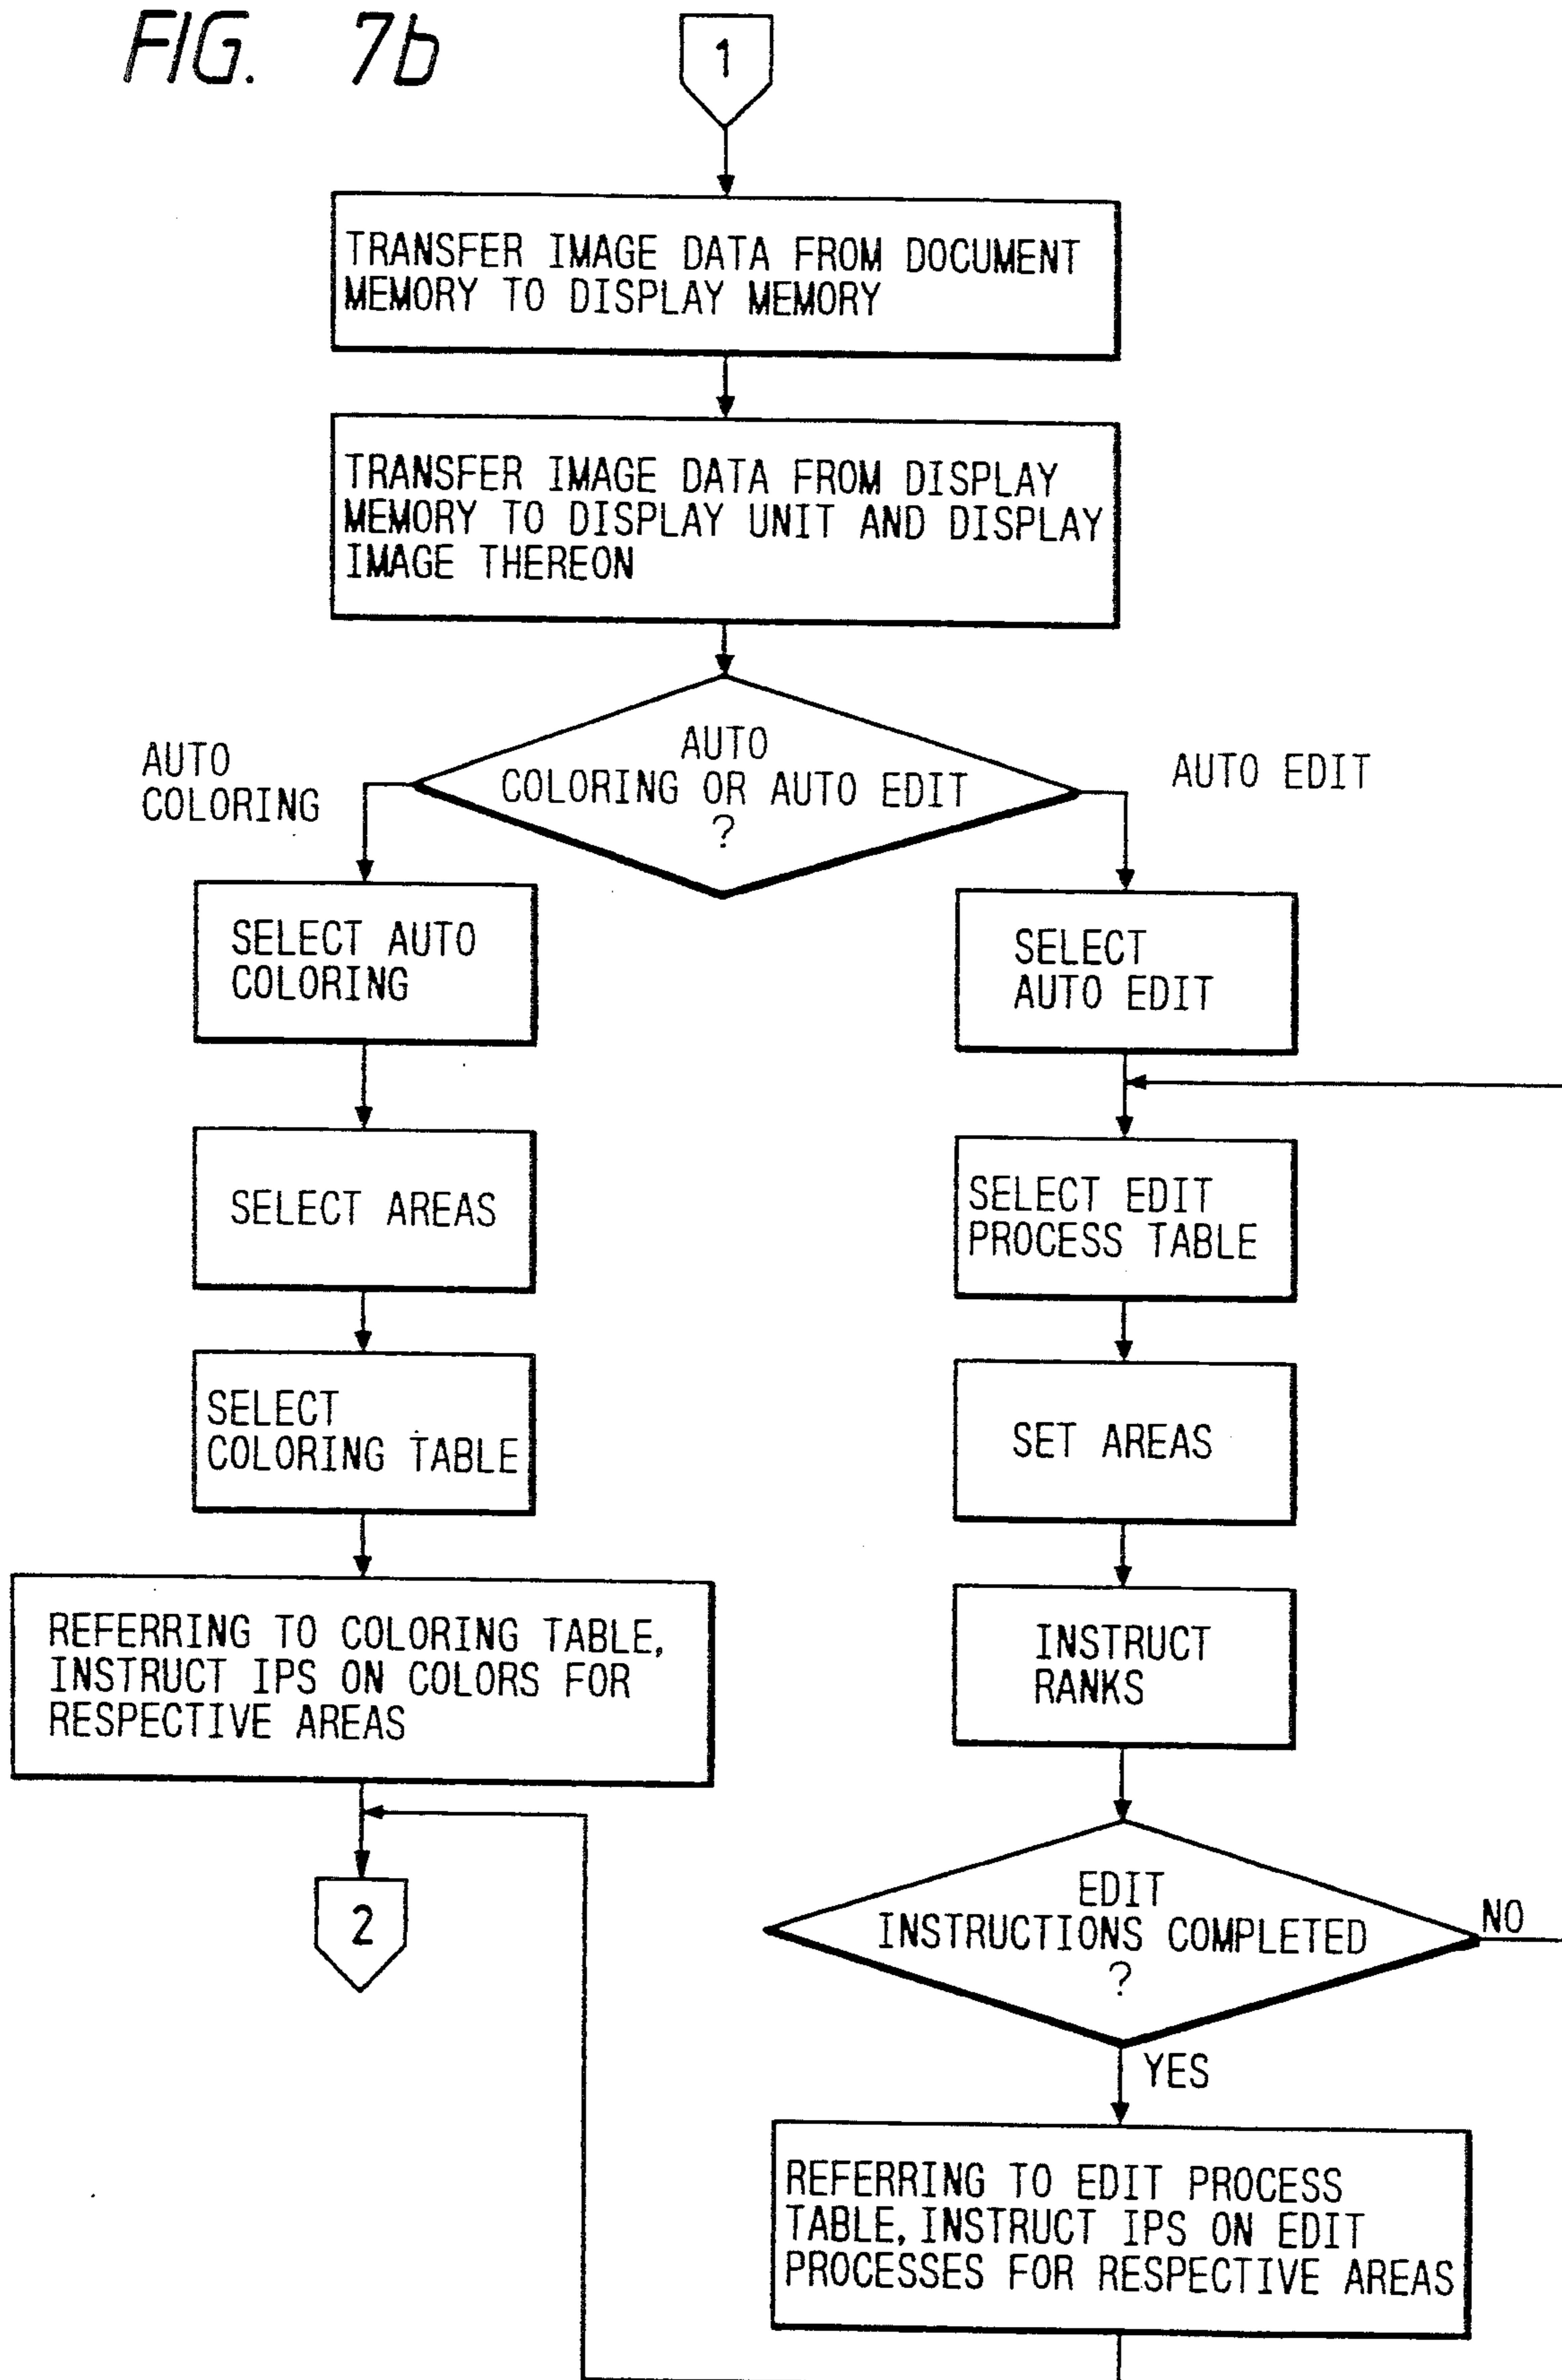 FIG. 7b
1
TRANSFER IMAGE DATA FROM DOCUMENT
MEMORY TO DISPLAY MEMORY
TRANSFER IMAGE DATA FROM DISPLAY
MEMORY TO DISPLAY UNIT AND DISPLAY
IMAGE THEREON
AUTO
COLORING OR AUTO EDIT
?
AUTO
COLORING
AUTO EDIT
SELECT AUTO
COLORING
SELECT AREAS
SELECT
COLORING TABLE
REFERRING TO COLORING TABLE,
INSTRUCT IPS ON COLORS FOR
RESPECTIVE AREAS
2
SELECT
AUTO EDIT
SELECT EDIT
PROCESS TABLE
SET AREAS
INSTRUCT
RANKS
EDIT
INSTRUCTIONS COMPLETED
?
NO
YES
REFERRING TO EDIT PROCESS
TABLE, INSTRUCT IPS ON EDIT
PROCESSES FOR RESPECTIVE AREAS